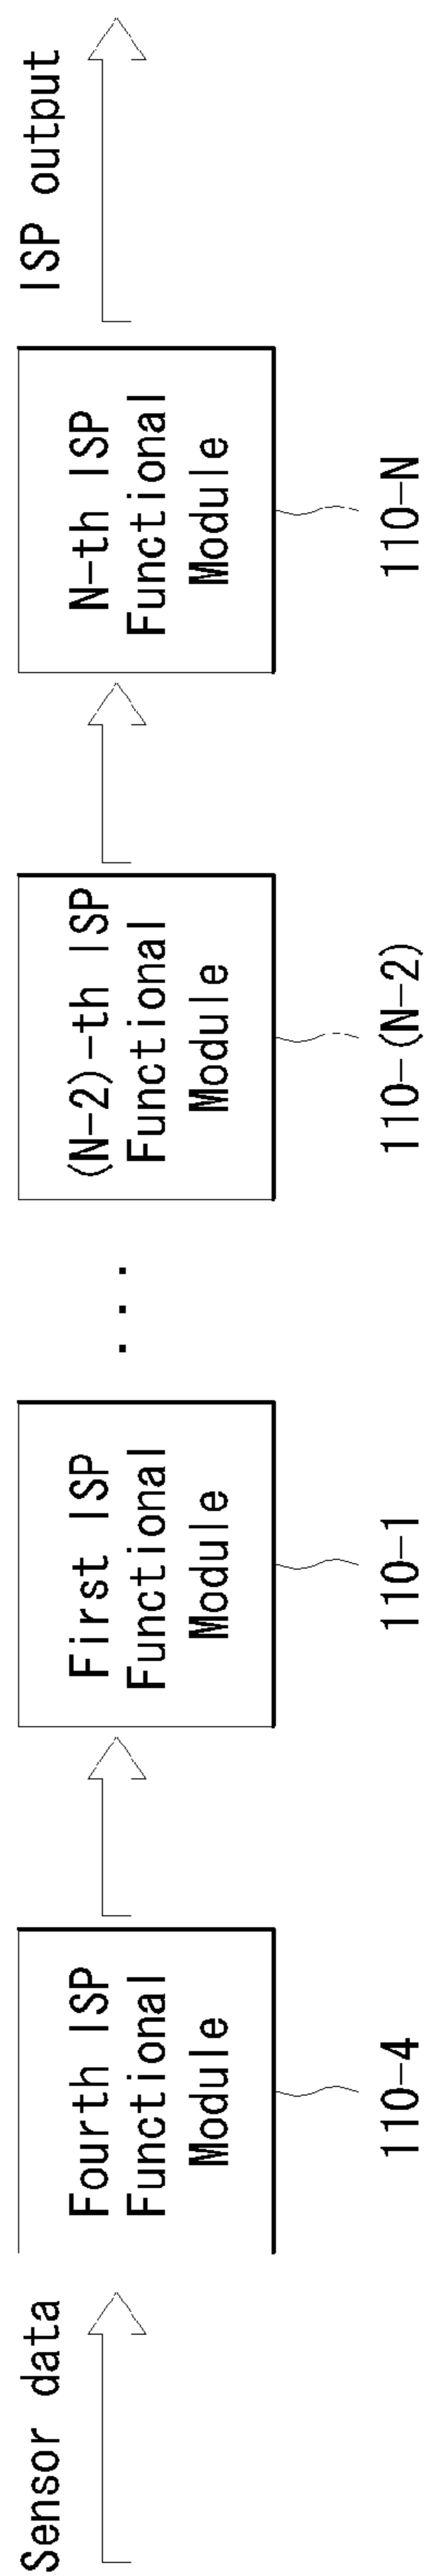 Sensor data
Fourth ISP
Functional
Module
110-4
First ISP
Functional
Module
110-1
...
(N-2)-th ISP
Functional
Module
110-(N-2)
N-th ISP
Functional
Module
110-N
ISP output